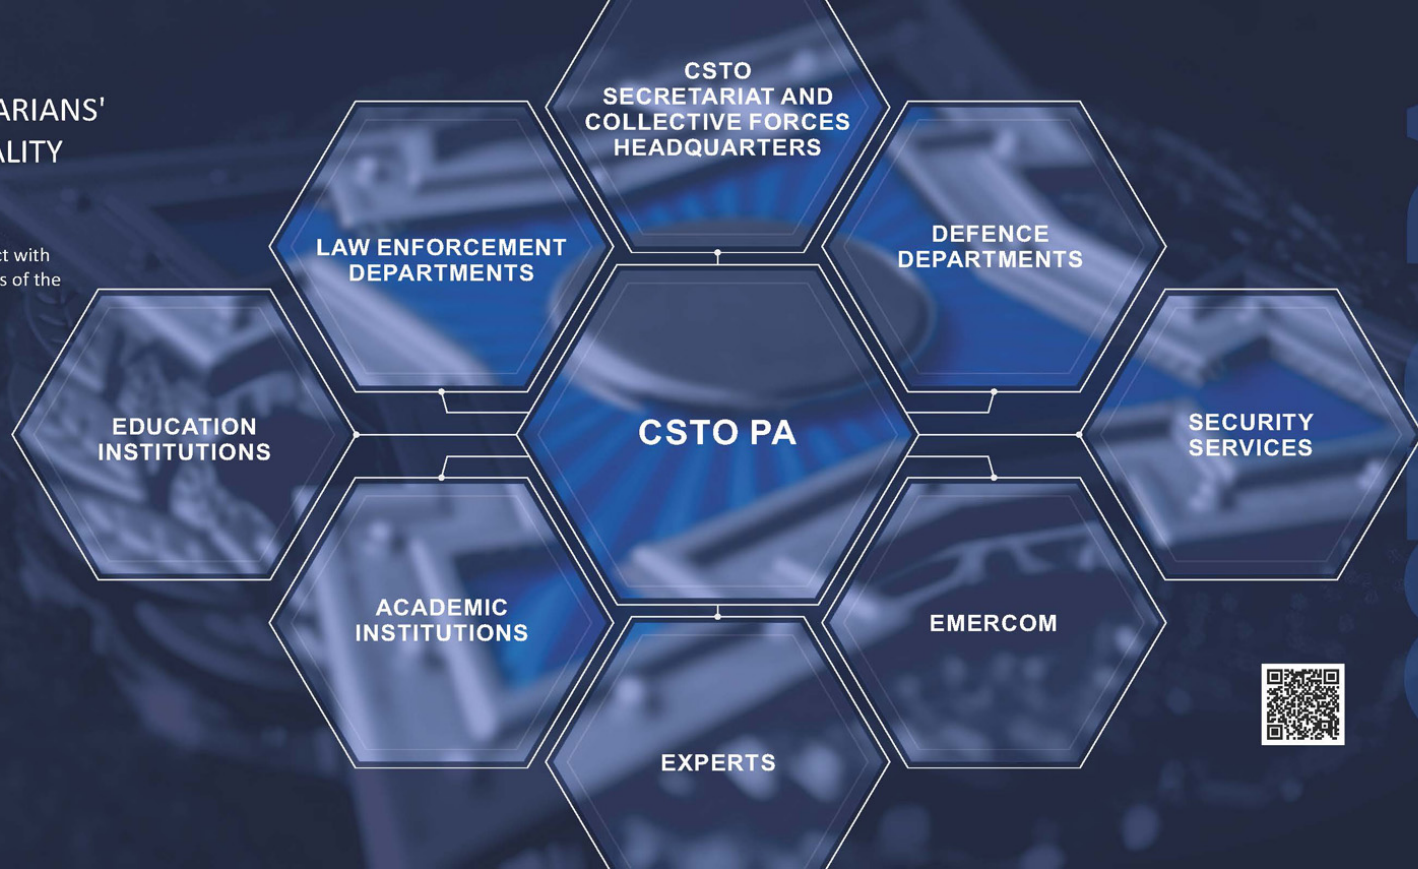 ARIANS'
ALITY
ct with
s of the
CSTO
SECRETARIAT AND
COLLECTIVE FORCES
HEADQUARTERS
LAW ENFORCEMENT
DEPARTMENTS
DEFENCE
DEPARTMENTS
EDUCATION
INSTITUTIONS
CSTO PA
SECURITY
SERVICES
ACADEMIC
INSTITUTIONS
EMERCOM
EXPERTS